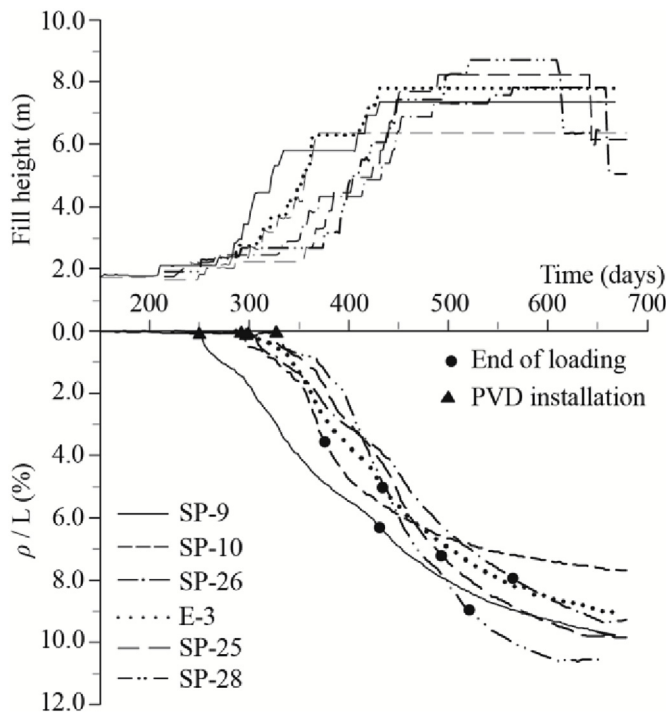 10.0
8.0
6.0
4.0
2.0
Fill height (m)
Time (days)
200 300 400 500 600 700
0.0
2.0
4.0
6.0
8.0
10.0
12.0
ρ / L (%)
End of loading
PVD installation
SP-9
SP-10
SP-26
E-3
SP-25
SP-28